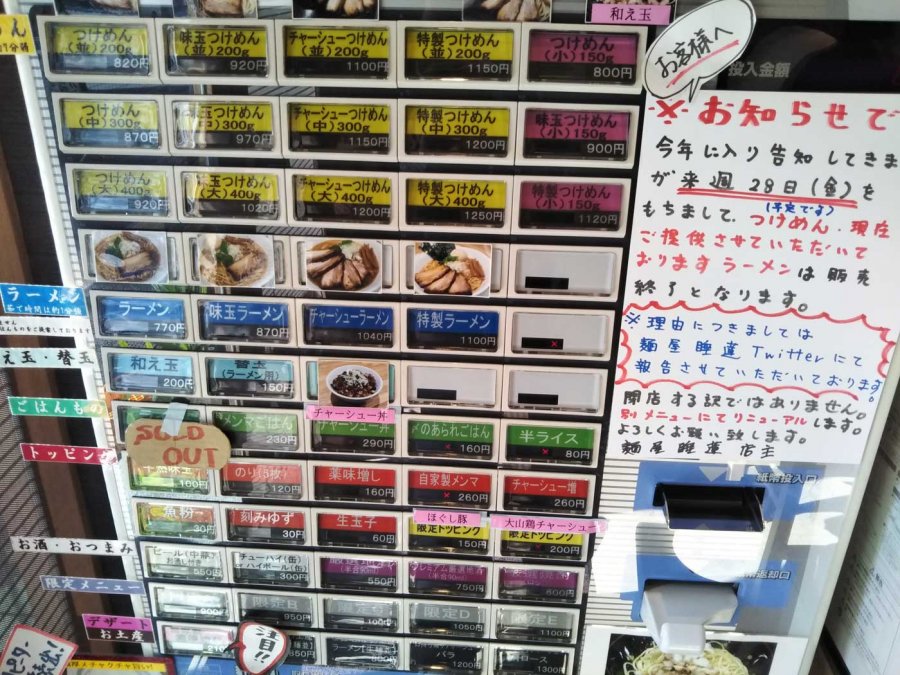 和え玉
つけめん
(並)200g
820円
味玉つけめん
(並)200g
920円
チャーシューつけめん
(並)200g
1100円
特製つけめん
(並)200g
1150円
つけめん
(小)150g
800円
つけめん
(中)300g
870円
味玉つけめん
(中)300g
970円
チャーシューつけめん
(中)300g
1150円
特製つけめん
(中)300g
1200円
味玉つけめん
(小)150g
900円
つけめん
(大)400g
920円
味玉つけめん
(大)400g
1020
チャーシューつけめん
(大)400g
1200円
特製つけめん
(大)400g
1250円
特製つけめん
(小)150g
1120円
ラーメン
ラーメン
770円
味玉ラーメン
870円
チャーシューラーメン
1040円
特製ラーメン
1100円
え玉・替玉
和え玉
200円
替玉
(ラーメン用)
150円
ごはんもの
SOLD
OUT
メンマごはん
230円
チャーシュー丼
チャーシュー丼
290円
〆のあられごはん
160円
半ライス
80円
トッピング
100円
のり(5枚)
120円
薬味増し
160円
自家製メンマ
260円
チャーシュー増
260円
魚粉
30円
刻みゆず
30円
生玉子
60円
ほぐし豚
限定トッピング
150円
大山鶏チャーシュー
限定トッピング
200円
お酒・おつまみ
ビール(中瓶)
550円
チューハイ(缶)
or ハイボール(缶)
300円
550円
750円
600円
限定メニュー
限定B
限定D
1100円
デザート
お土産
注目!!
850円
1200円
1300円
お客様へ
投入金額
※お知らせで
今年に入り告知してきま
が来週28日(金)を
(予定です)
もちまして、つけめん・現在
ご提供させていただいて
おりますラーメンは販売
終了となります。
※理由につきましては
麺屋睡蓮Twitterにて
報告させていただいております。
閉店する訳ではありません。
別メニューにてリニューアルします。
よろしくお願い致します。
麺屋睡蓮 店主
紙幣投入口